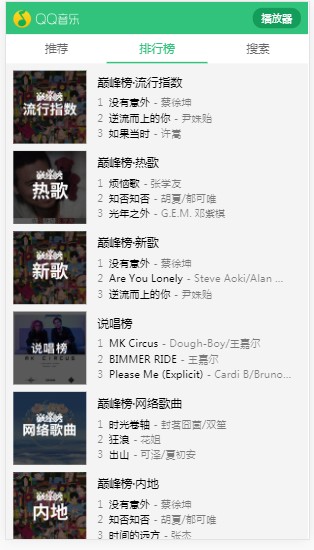 QQ音乐 播放器
推荐 排行榜 搜索
巅峰榜 流行指数
巅峰榜·流行指数
1 没有意外 - 蔡徐坤
2 逆流而上的你 - 尹姝贻
3 如果当时 - 许嵩
巅峰榜 热歌
巅峰榜·热歌
1 烦恼歌 - 张学友
2 知否知否 - 胡夏/郁可唯
3 光年之外 - G.E.M. 邓紫棋
巅峰榜 新歌
巅峰榜·新歌
1 没有意外 - 蔡徐坤
2 Are You Lonely - Steve Aoki/Alan ...
3 逆流而上的你 - 尹姝贻
说唱榜
MK CIRCUS
说唱榜
1 MK Circus - Dough-Boy/王嘉尔
2 BIMMER RIDE - 王嘉尔
3 Please Me (Explicit) - Cardi B/Bruno...
巅峰榜 网络歌曲
巅峰榜·网络歌曲
1 时光卷轴 - 封茗囧菌/双笙
2 狂浪 - 花姐
3 出山 - 可泽/夏初安
巅峰榜 内地
巅峰榜·内地
1 没有意外 - 蔡徐坤
2 知否知否 - 胡夏/郁可唯
3 时间的远方 - 张杰